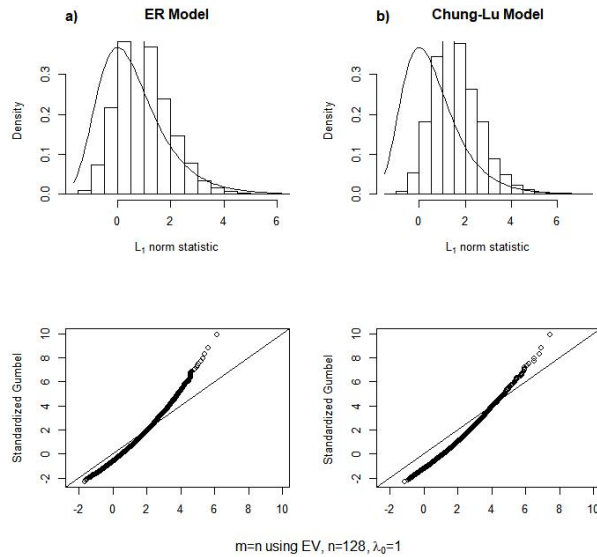 a) ER Model
b) Chung-Lu Model
Density
0.0 0.1 0.2 0.3
0 2 4 6
L₁ norm statistic
Density
0.0 0.1 0.2 0.3
0 2 4 6
L₁ norm statistic
Standardized Gumbel
-2 0 2 4 6 8 10
-2 0 2 4 6 8 10
Standardized Gumbel
-2 0 2 4 6 8 10
-2 0 2 4 6 8 10
m=n using EV, n=128, λ₀=1